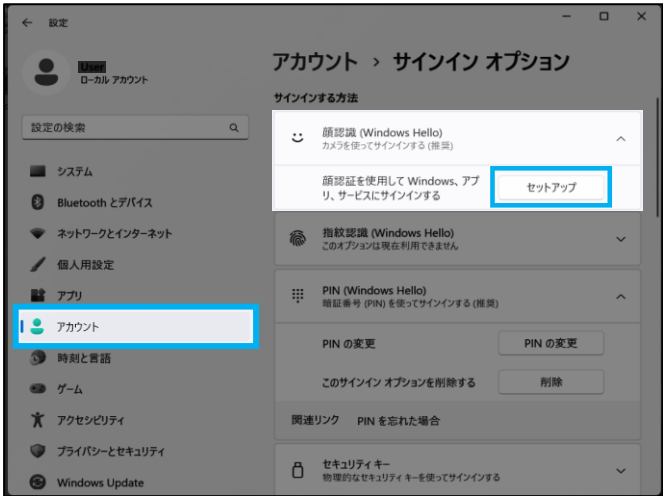 設定
User
ローカル アカウント
設定の検索
システム
Bluetooth とデバイス
ネットワークとインターネット
個人用設定
アプリ
アカウント
時刻と言語
ゲーム
アクセシビリティ
プライバシーとセキュリティ
Windows Update
アカウント › サインイン オプション
サインインする方法
顔認識 (Windows Hello)
カメラを使ってサインインする (推奨)
顔認証を使用して Windows、アプ
リ、サービスにサインインする
セットアップ
指紋認識 (Windows Hello)
このオプションは現在利用できません
PIN (Windows Hello)
暗証番号 (PIN) を使ってサインインする (推奨)
PIN の変更
PIN の変更
このサインイン オプションを削除する
削除
関連リンク PIN を忘れた場合
セキュリティ キー
物理的なセキュリティ キーを使ってサインインする